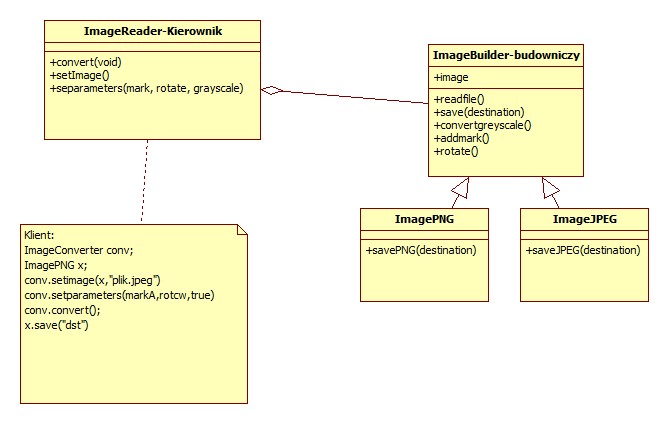 ImageReader-Kierownik
+convert(void)
+setImage()
+separameters(mark, rotate, grayscale)
ImageBuilder-budowniczy
+image
+readfile()
+save(destination)
+convertgreyscale()
+addmark()
+rotate()
ImagePNG
+savePNG(destination)
ImageJPEG
+saveJPEG(destination)
Klient:
ImageConverter conv;
ImagePNG x;
conv.setimage(x,"plik.jpeg")
conv.setparameters(markA,rotcw,true)
conv.convert();
x.save("dst")